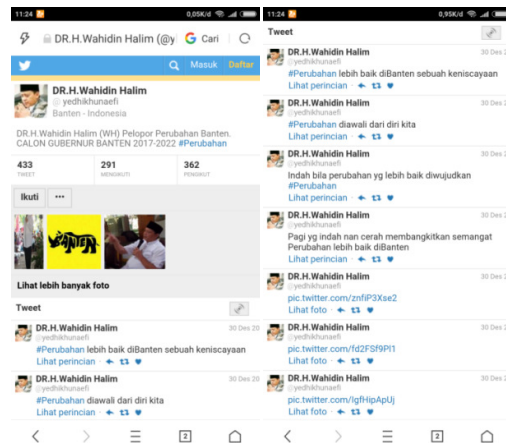 11:24
0,05K/d
DR.H.Wahidin Halim (@y
Cari
Masuk
Daftar
DR.H.Wahidin Halim
@ yedhikhunaefi
Banten - Indonesia
DR.H.Wahidin Halim (WH) Pelopor Perubahan Banten.
CALON GUBERNUR BANTEN 2017-2022 #Perubahan
433
TWEET
291
MENGIKUTI
362
PENGIKUT
Ikuti
BANTEN
Lihat lebih banyak foto
Tweet
DR.H.Wahidin Halim
30 Des 20
@yedhikhunaefi
#Perubahan lebih baik diBanten sebuah keniscayaan
Lihat perincian
DR.H.Wahidin Halim
30 Des 20
@yedhikhunaefi
#Perubahan diawali dari diri kita
Lihat perincian
2
11:24
0,95K/d
Tweet
DR.H.Wahidin Halim
30 Des 2
@yedhikhunaefi
#Perubahan lebih baik diBanten sebuah keniscayaan
Lihat perincian
DR.H.Wahidin Halim
30 Des 2
@yedhikhunaefi
#Perubahan diawali dari diri kita
Lihat perincian
DR.H.Wahidin Halim
30 Des 2
@yedhikhunaefi
Indah bila perubahan yg lebih baik diwujudkan
#Perubahan
Lihat perincian
DR.H.Wahidin Halim
30 Des 2
@yedhikhunaefi
Pagi yg indah nan cerah membangkitkan semangat
Perubahan lebih baik diBanten
Lihat perincian
DR.H.Wahidin Halim
30 Des 2
@yedhikhunaefi
pic.twitter.com/znfiP3Xse2
Lihat foto
DR.H.Wahidin Halim
30 Des 2
@yedhikhunaefi
pic.twitter.com/fd2FSf9Pl1
Lihat foto
DR.H.Wahidin Halim
30 Des 2
@yedhikhunaefi
pic.twitter.com/IgfHipApUj
Lihat foto
2